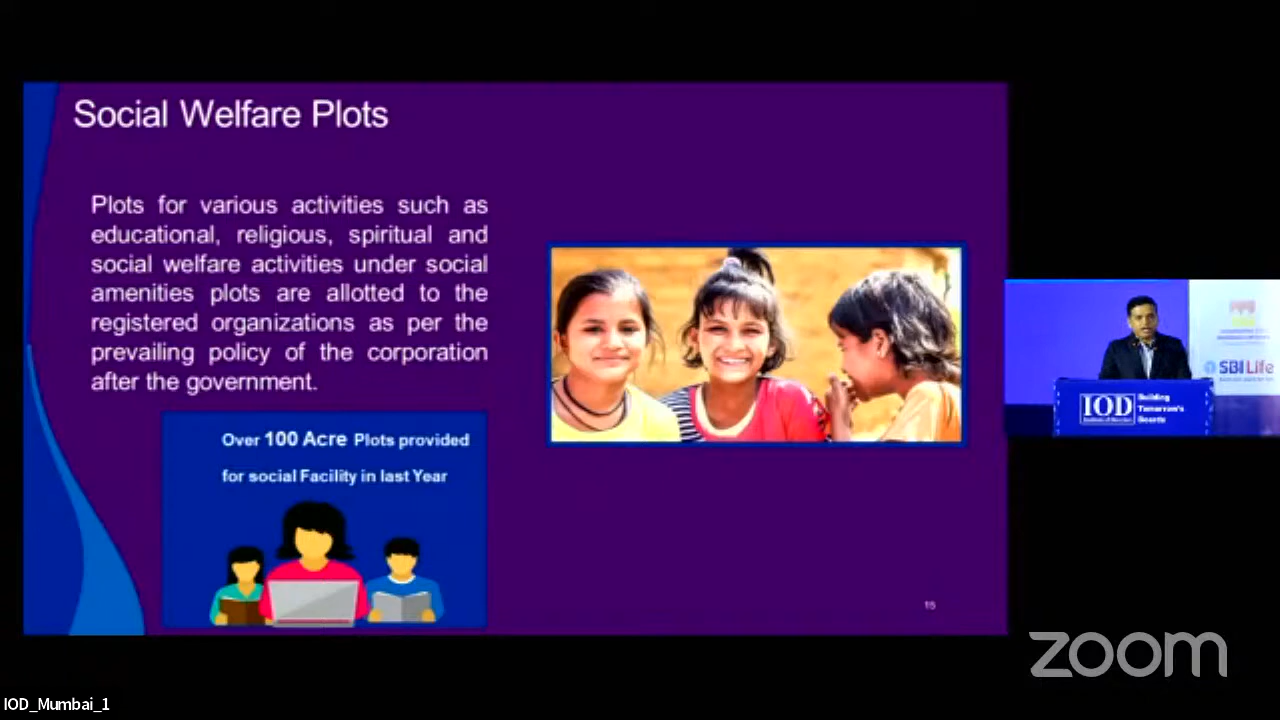 Social Welfare Plots
Plots for various activities such as
educational, religious, spiritual and
social welfare activities under social
amenities plots are allotted to the
registered organizations as per the
prevailing policy of the corporation
after the government.
Over 100 Acre Plots provided
for social Facility in last Year
15
SBI Life
IOD
Building
Tomorrow's
Boards
zoom
IOD_Mumbai_1